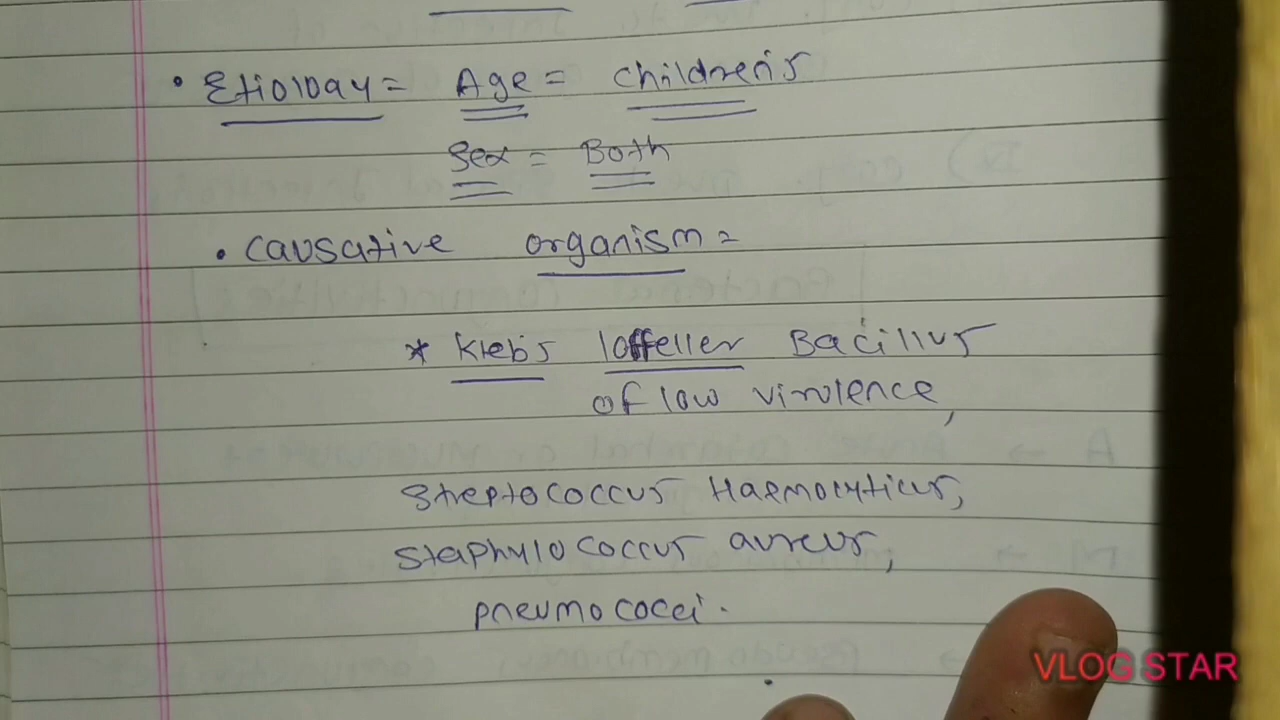 • Etiology = Age = children's
Sex = Both
• Causative organism =
* Klebs loffeller Bacillus
of low virulence,
Streptococcus Haemolyticus,
Staphylococcus aureus,
pneumococci.
VLOG STAR